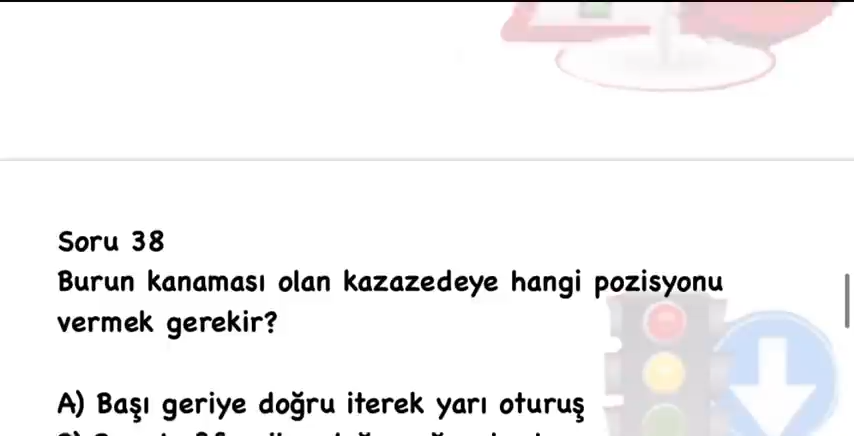 Soru 38
Burun kanaması olan kazazedeye hangi pozisyonu
vermek gerekir?
A) Başı geriye doğru iterek yarı oturuş